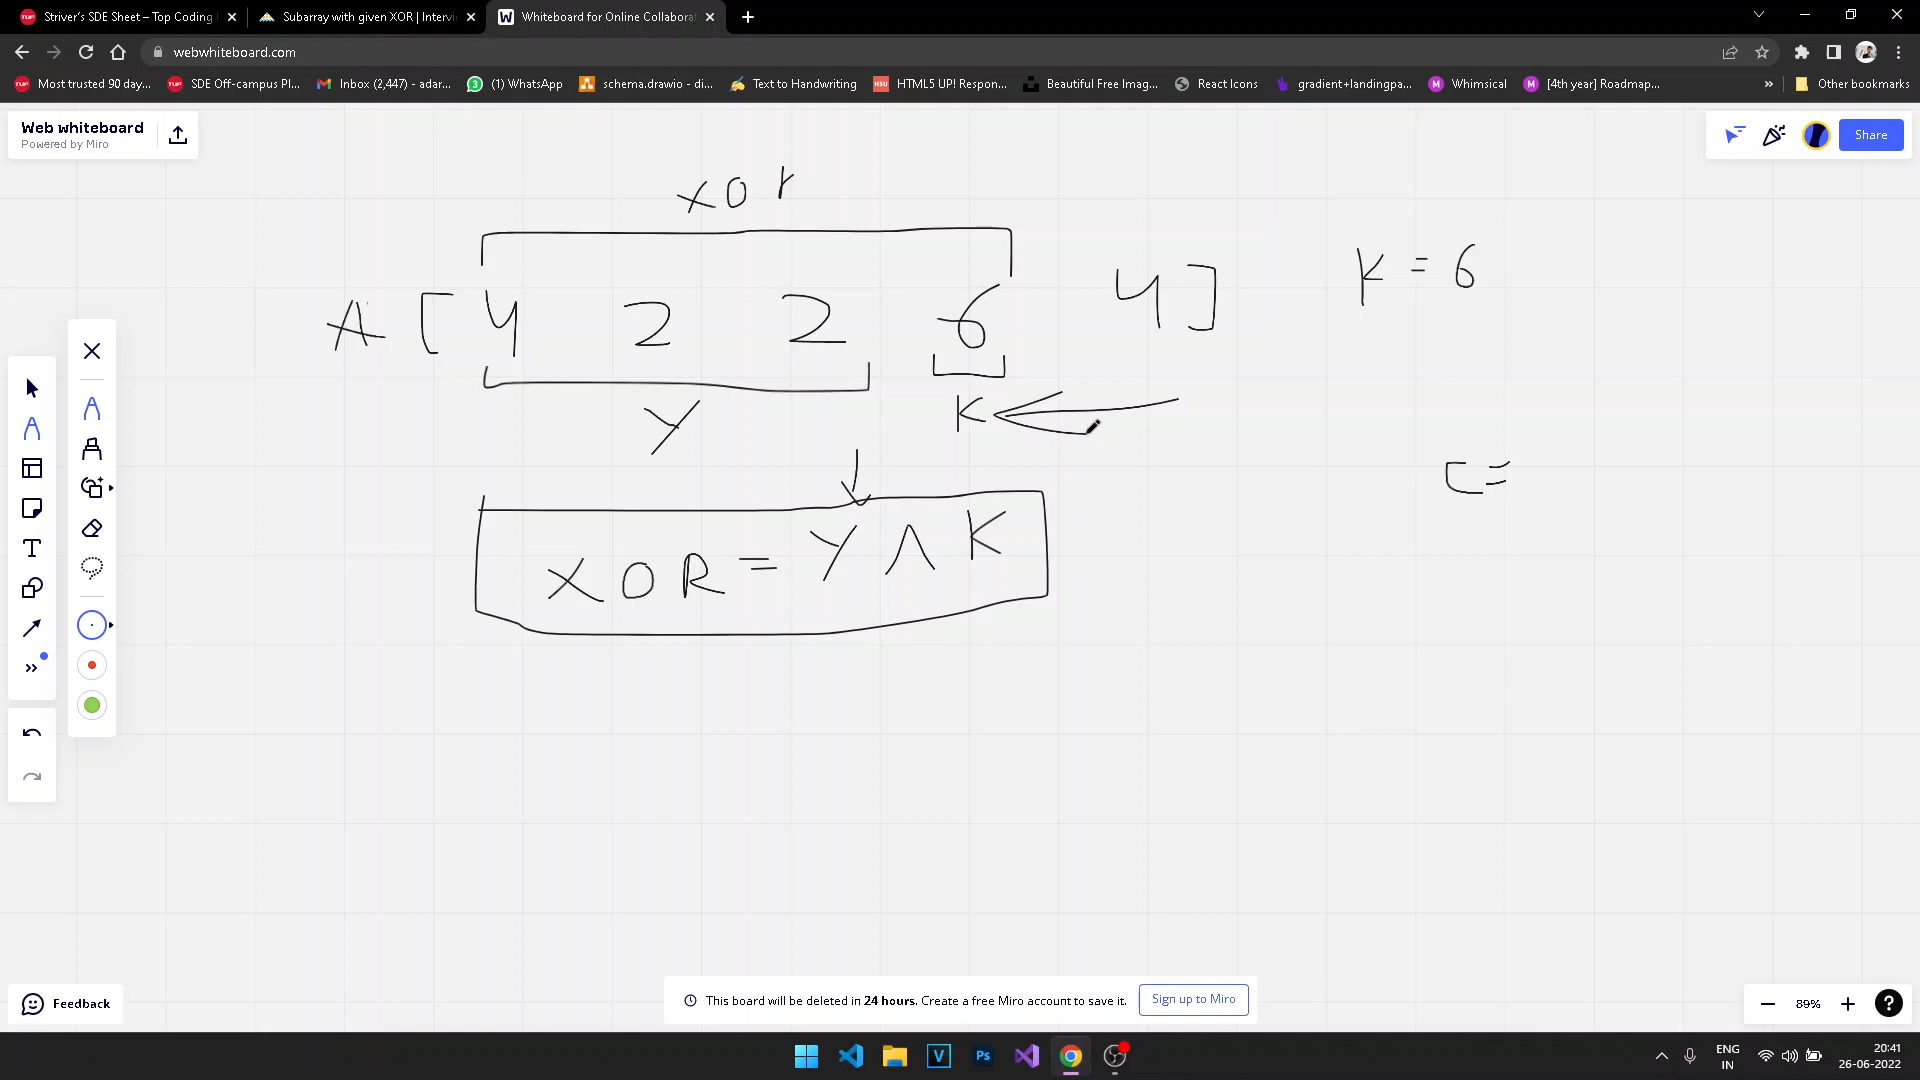 Striver's SDE Sheet – Top Coding
Subarray with given XOR | Intervi
Whiteboard for Online Collaborat
webwhiteboard.com
Most trusted 90 day...
SDE Off-campus Pl...
Inbox (2,447) - adar...
(1) WhatsApp
schema.drawio - di...
Text to Handwriting
HTML5 UP! Respon...
Beautiful Free Imag...
React Icons
gradient+landingpa...
Whimsical
[4th year] Roadmap...
Other bookmarks
Web whiteboard
Powered by Miro
Share
xor
K = 6
A [ 4 2 2 6 4 ]
Y K
C=
XOR = Y ^ K
Feedback
This board will be deleted in 24 hours. Create a free Miro account to save it.
Sign up to Miro
89%
ENG
IN
20:41
26-06-2022